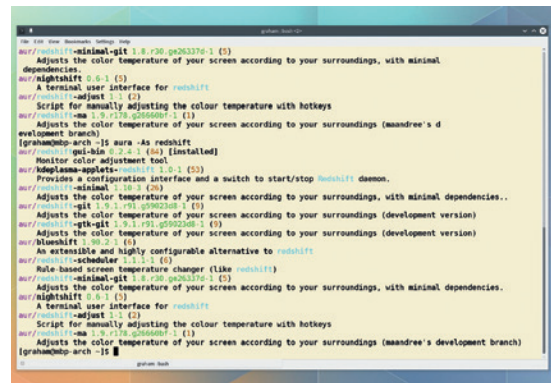 graham: bash <2>
File Edit View Bookmarks Settings Help
aur/redshift-minimal-git 1.8.r30.ge26337d-1 (5)
Adjusts the color temperature of your screen according to your surroundings, with minimal
dependencies.
aur/nightshift 0.6-1 (5)
A terminal user interface for redshift
aur/redshift-adjust 1-1 (2)
Script for manually adjusting the colour temperature with hotkeys
aur/redshift-ma 1.9.r178.g26660bf-1 (1)
Adjusts the color temperature of your screen according to your surroundings (maandree's d
evelopment branch)
[graham@mbp-arch ~]$ aura -As redshift
aur/redshiftgui-bin 0.2.4-1 (84) [installed]
Monitor color adjustment tool
aur/kdeplasma-applets-redshift 1.0-1 (53)
Provides a configuration interface and a switch to start/stop Redshift daemon.
aur/redshift-minimal 1.10-3 (26)
Adjusts the color temperature of your screen according to your surroundings, with minimal dependencies..
aur/redshift-git 1.9.1.r91.g59023d8-1 (9)
Adjusts the color temperature of your screen according to your surroundings (development version)
aur/redshift-gtk-git 1.9.1.r91.g59023d8-1 (9)
Adjusts the color temperature of your screen according to your surroundings (development version)
aur/blueshift 1.90.2-1 (6)
An extensible and highly configurable alternative to redshift
aur/redshift-scheduler 1.1.1-1 (6)
Rule-based screen temperature changer (like redshift)
aur/redshift-minimal-git 1.8.r30.ge26337d-1 (5)
Adjusts the color temperature of your screen according to your surroundings, with minimal dependencies.
aur/nightshift 0.6-1 (5)
A terminal user interface for redshift
aur/redshift-adjust 1-1 (2)
Script for manually adjusting the colour temperature with hotkeys
aur/redshift-ma 1.9.r178.g26660bf-1 (1)
Adjusts the color temperature of your screen according to your surroundings (maandree's development branch)
[graham@mbp-arch ~]$
graham: bash